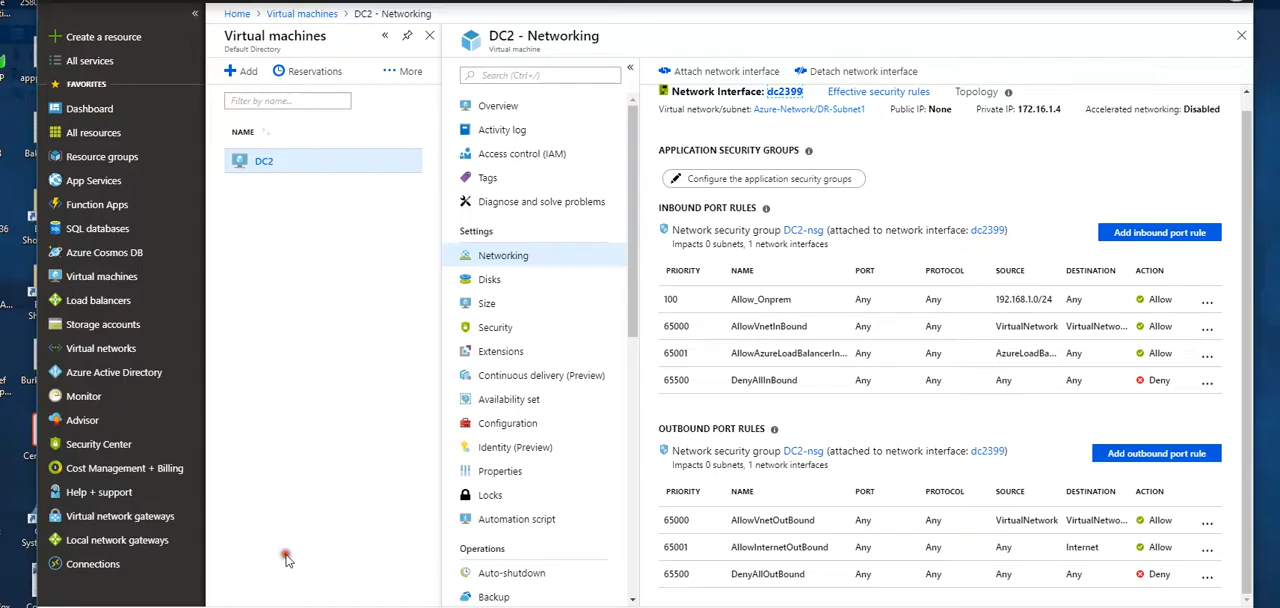 Home > Virtual machines > DC2 - Networking
Create a resource
All services
FAVORITES
Dashboard
All resources
Resource groups
App Services
Function Apps
SQL databases
Azure Cosmos DB
Virtual machines
Load balancers
Storage accounts
Virtual networks
Azure Active Directory
Monitor
Advisor
Security Center
Cost Management + Billing
Help + support
Virtual network gateways
Local network gateways
Connections
Virtual machines
Default Directory
Add Reservations ... More
Filter by name...
NAME
DC2
DC2 - Networking
Virtual machine
Search (Ctrl+/)
Overview
Activity log
Access control (IAM)
Tags
Diagnose and solve problems
Settings
Networking
Disks
Size
Security
Extensions
Continuous delivery (Preview)
Availability set
Configuration
Identity (Preview)
Properties
Locks
Automation script
Operations
Auto-shutdown
Backup
Attach network interface Detach network interface
Network Interface: dc2399 Effective security rules Topology
Virtual network/subnet: Azure-Network/DR-Subnet1 Public IP: None Private IP: 172.16.1.4 Accelerated networking: Disabled
APPLICATION SECURITY GROUPS
Configure the application security groups
INBOUND PORT RULES
Network security group DC2-nsg (attached to network interface: dc2399)
Impacts 0 subnets, 1 network interfaces
Add inbound port rule
PRIORITY NAME PORT PROTOCOL SOURCE DESTINATION ACTION
100 Allow_Onprem Any Any 192.168.1.0/24 Any Allow ...
65000 AllowVnetInBound Any Any VirtualNetwork VirtualNetwo... Allow ...
65001 AllowAzureLoadBalancerIn... Any Any AzureLoadBa... Any Allow ...
65500 DenyAllInBound Any Any Any Any Deny ...
OUTBOUND PORT RULES
Network security group DC2-nsg (attached to network interface: dc2399)
Impacts 0 subnets, 1 network interfaces
Add outbound port rule
PRIORITY NAME PORT PROTOCOL SOURCE DESTINATION ACTION
65000 AllowVnetOutBound Any Any VirtualNetwork VirtualNetwo... Allow ...
65001 AllowInternetOutBound Any Any Any Internet Allow ...
65500 DenyAllOutBound Any Any Any Any Deny ...